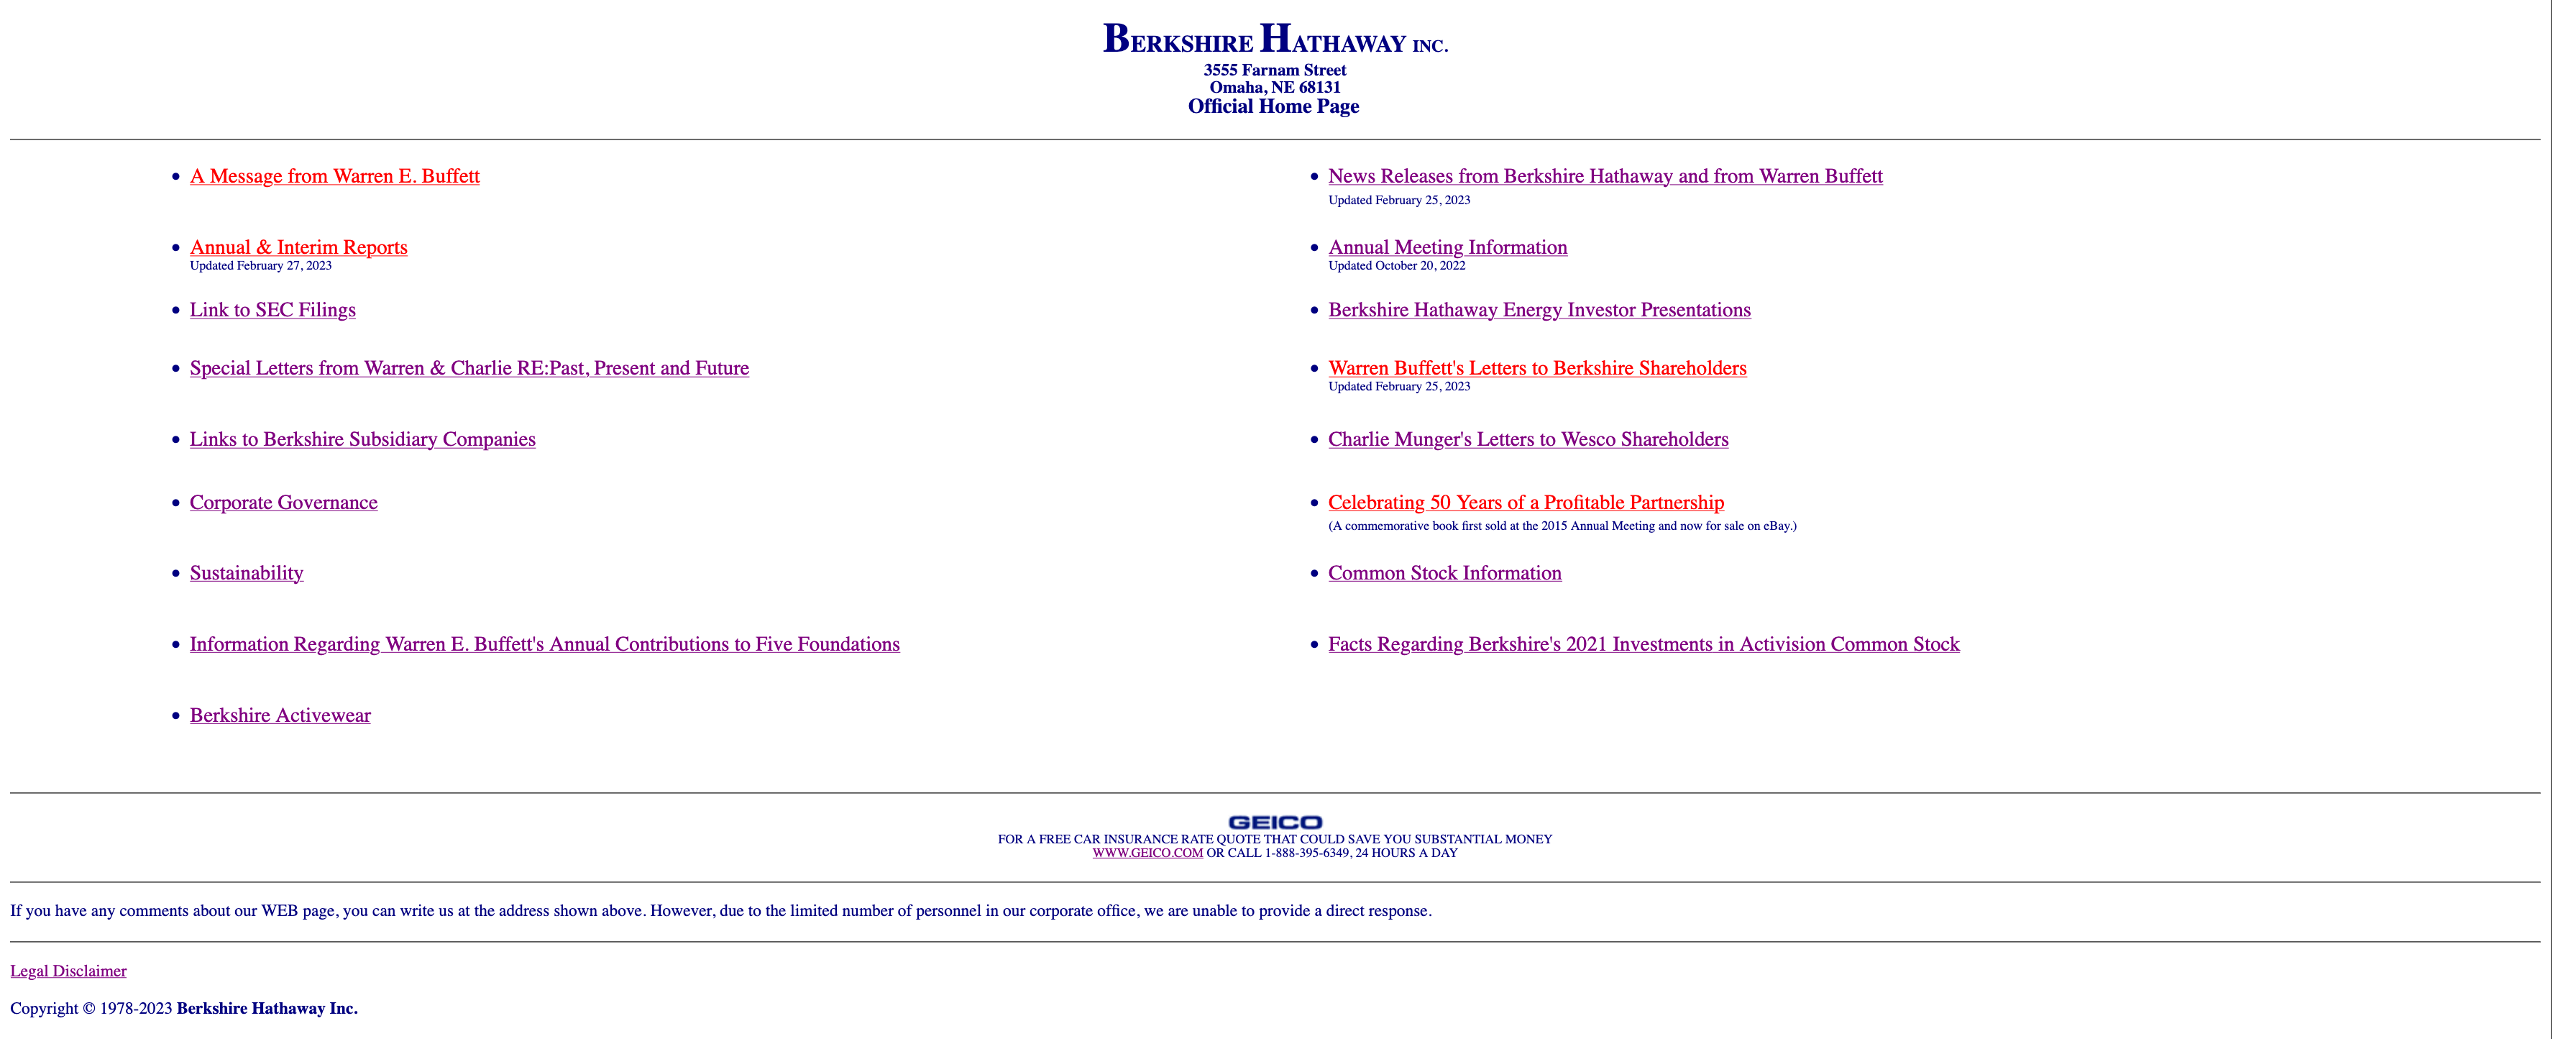 BERKSHIRE HATHAWAY INC.
3555 Farnam Street
Omaha, NE 68131
Official Home Page
A Message from Warren E. Buffett
News Releases from Berkshire Hathaway and from Warren Buffett
Updated February 25, 2023
Annual & Interim Reports
Updated February 27, 2023
Annual Meeting Information
Updated October 20, 2022
Link to SEC Filings
Berkshire Hathaway Energy Investor Presentations
Special Letters from Warren & Charlie RE:Past, Present and Future
Warren Buffett's Letters to Berkshire Shareholders
Updated February 25, 2023
Links to Berkshire Subsidiary Companies
Charlie Munger's Letters to Wesco Shareholders
Corporate Governance
Celebrating 50 Years of a Profitable Partnership
(A commemorative book first sold at the 2015 Annual Meeting and now for sale on eBay.)
Sustainability
Common Stock Information
Information Regarding Warren E. Buffett's Annual Contributions to Five Foundations
Facts Regarding Berkshire's 2021 Investments in Activision Common Stock
Berkshire Activewear
GEICO
FOR A FREE CAR INSURANCE RATE QUOTE THAT COULD SAVE YOU SUBSTANTIAL MONEY
WWW.GEICO.COM OR CALL 1-888-395-6349, 24 HOURS A DAY
If you have any comments about our WEB page, you can write us at the address shown above. However, due to the limited number of personnel in our corporate office, we are unable to provide a direct response.
Legal Disclaimer
Copyright © 1978-2023 Berkshire Hathaway Inc.